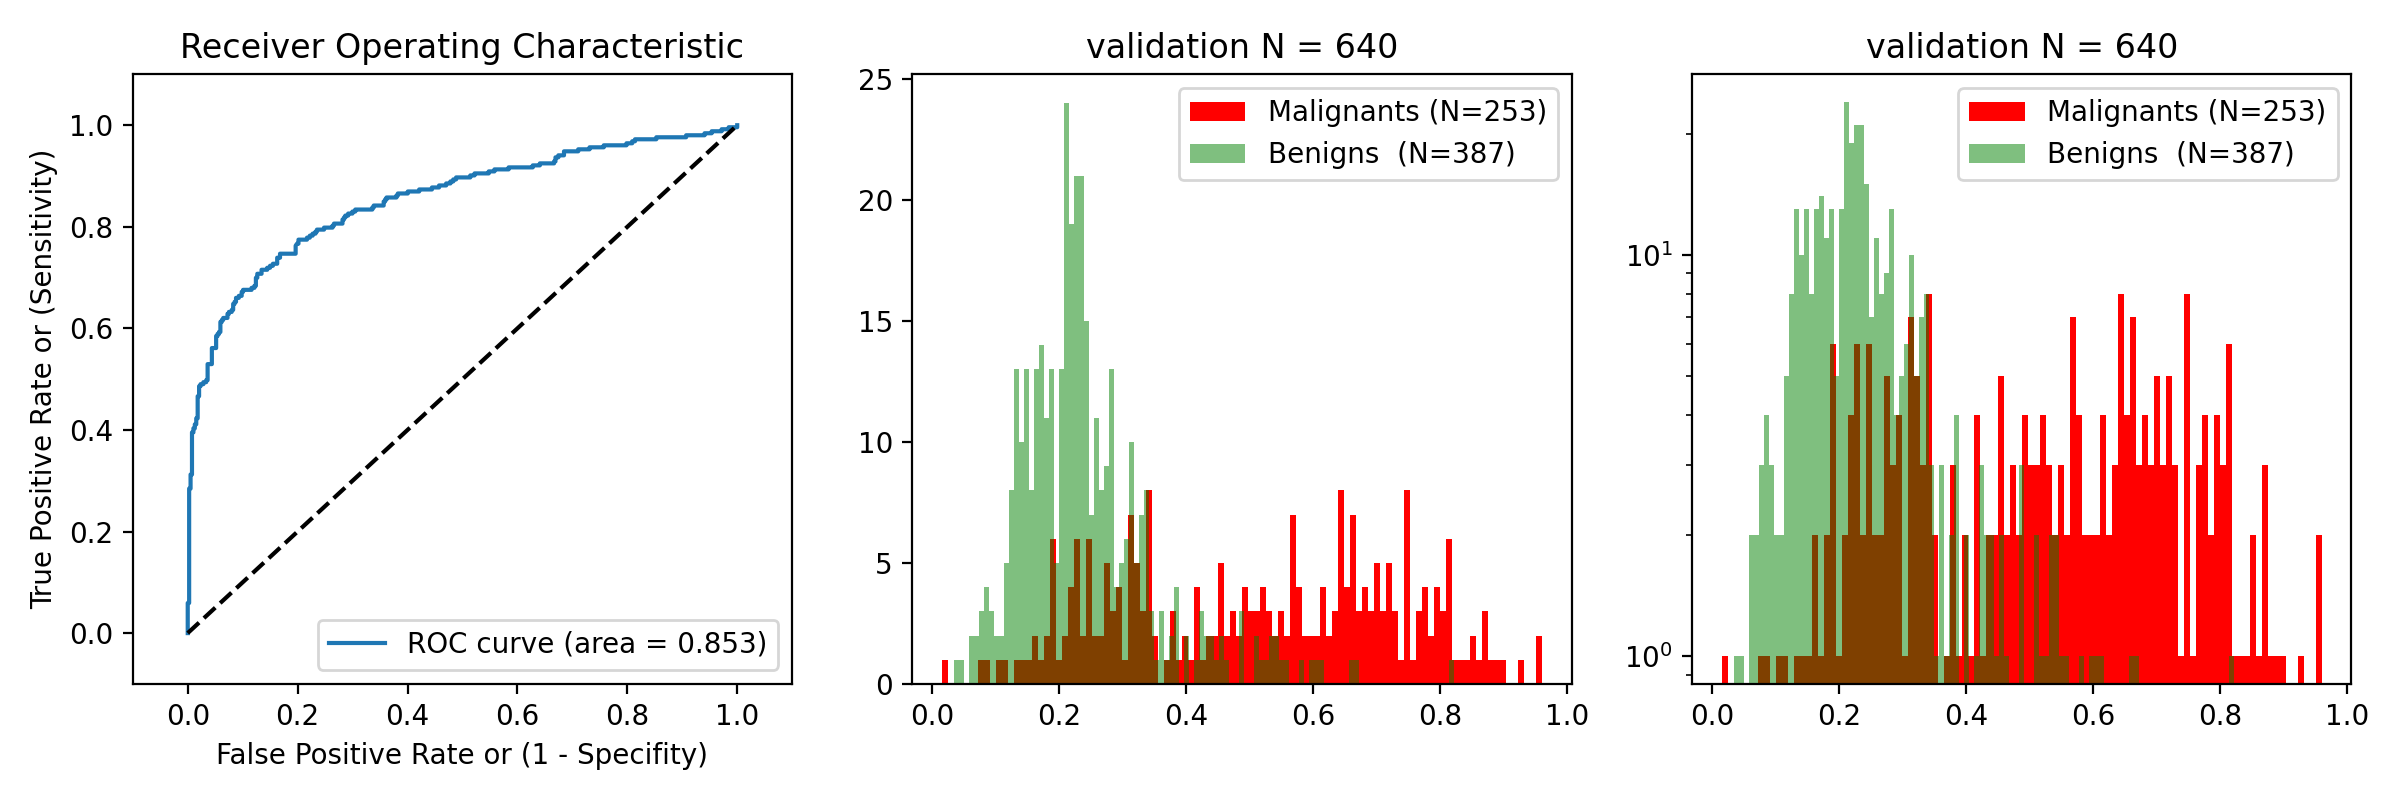 Receiver Operating Characteristic
True Positive Rate or (Sensitivity)
1.0
0.8
0.6
0.4
0.2
0.0
ROC curve (area = 0.853)
0.0 0.2 0.4 0.6 0.8 1.0
False Positive Rate or (1 - Specifity)
validation N = 640
25
20
15
10
5
0
Malignants (N=253)
Benigns (N=387)
0.0 0.2 0.4 0.6 0.8 1.0
validation N = 640
10¹
10⁰
Malignants (N=253)
Benigns (N=387)
0.0 0.2 0.4 0.6 0.8 1.0